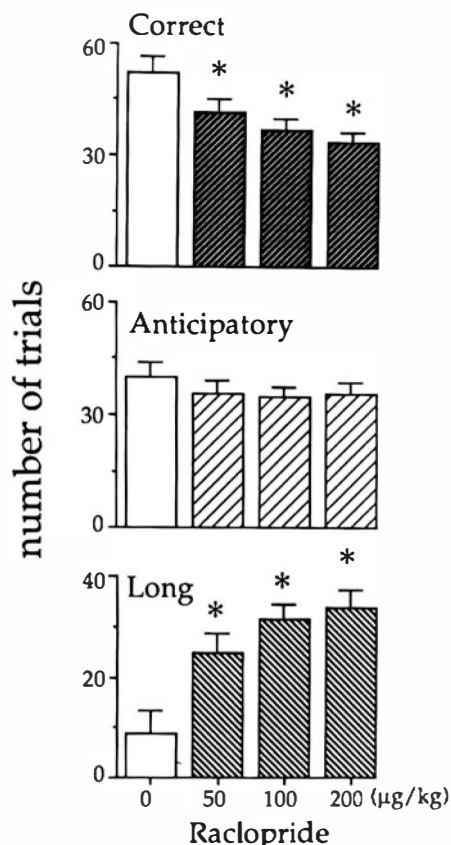 Correct
60
*
*
*
30
0
number of trials
60
Anticipatory
30
0
40
Long
*
*
*
20
0
0 50 100 200 (μg/kg)
Raclopride